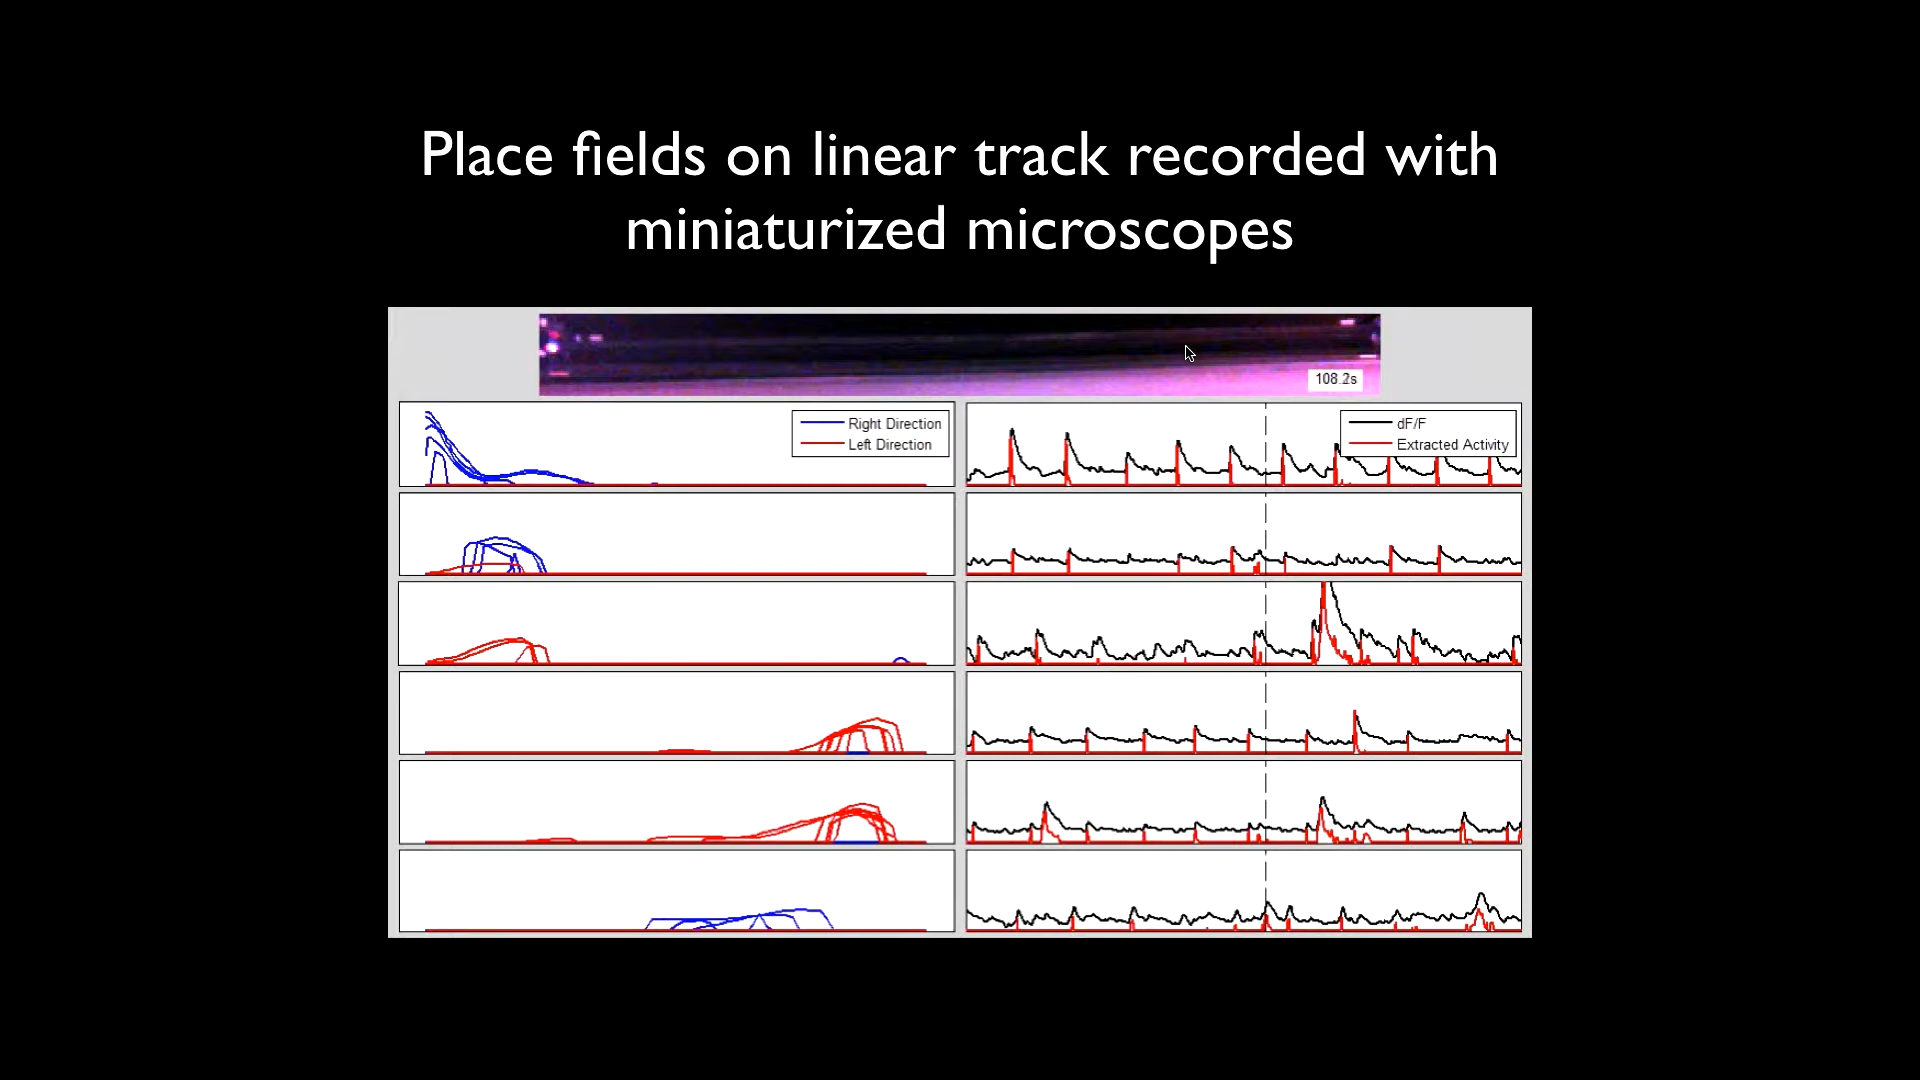 Place fields on linear track recorded with
miniaturized microscopes
108.2s
Right Direction
Left Direction
dF/F
Extracted Activity